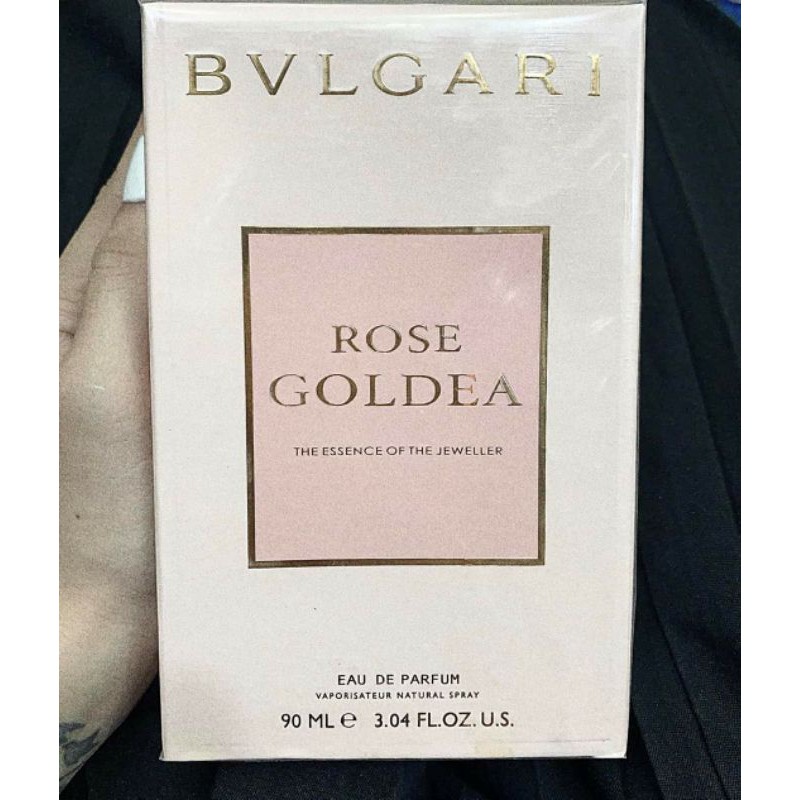 BVLGARI
ROSE
GOLDEA
THE ESSENCE OF THE JEWELLER
EAU DE PARFUM
VAPORISATEUR NATURAL SPRAY
90 ML ℮ 3.04 FL.OZ. U.S.